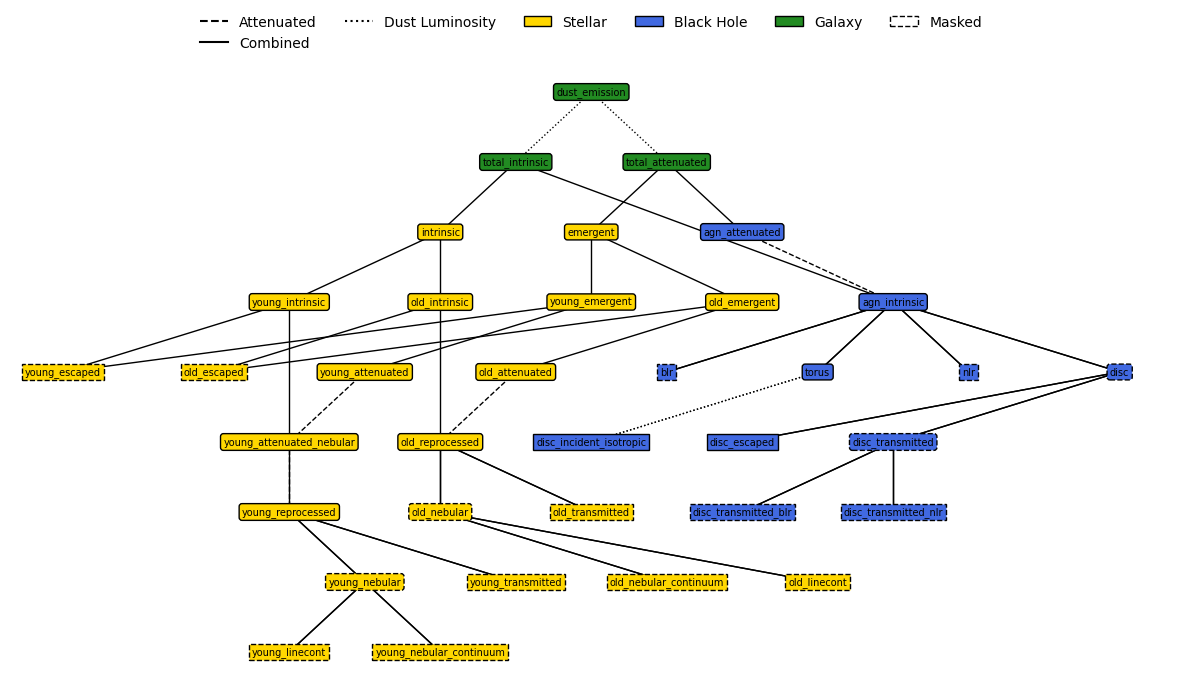 Attenuated
Dust Luminosity
Stellar
Black Hole
Galaxy
Masked
Combined
dust_emission
total_intrinsic
total_attenuated
intrinsic
emergent
agn_attenuated
young_intrinsic
old_intrinsic
young_emergent
old_emergent
agn_intrinsic
young_escaped
old_escaped
young_attenuated
old_attenuated
blr
torus
nlr
disc
young_attenuated_nebular
old_reprocessed
disc_incident_isotropic
disc_escaped
disc_transmitted
young_reprocessed
old_nebular
old_transmitted
disc_transmitted_blr
disc_transmitted_nlr
young_nebular
young_transmitted
old_nebular_continuum
old_linecont
young_linecont
young_nebular_continuum